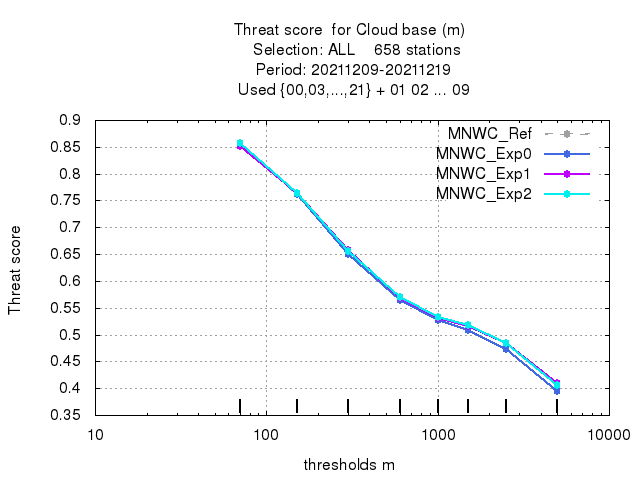 Threat score  for Cloud base (m)
Selection: ALL    658 stations
Period: 20211209-20211219
Used {00,03,...,21} + 01 02 ... 09
0.9
0.85
0.8
0.75
0.7
0.65
0.6
0.55
0.5
0.45
0.4
0.35
Threat score
MNWC_Ref
MNWC_Exp0
MNWC_Exp1
MNWC_Exp2
10
100
1000
10000
thresholds m